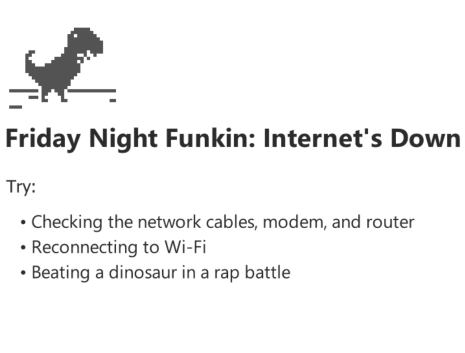 Friday Night Funkin: Internet's Down
Try:
• Checking the network cables, modem, and router
• Reconnecting to Wi-Fi
• Beating a dinosaur in a rap battle